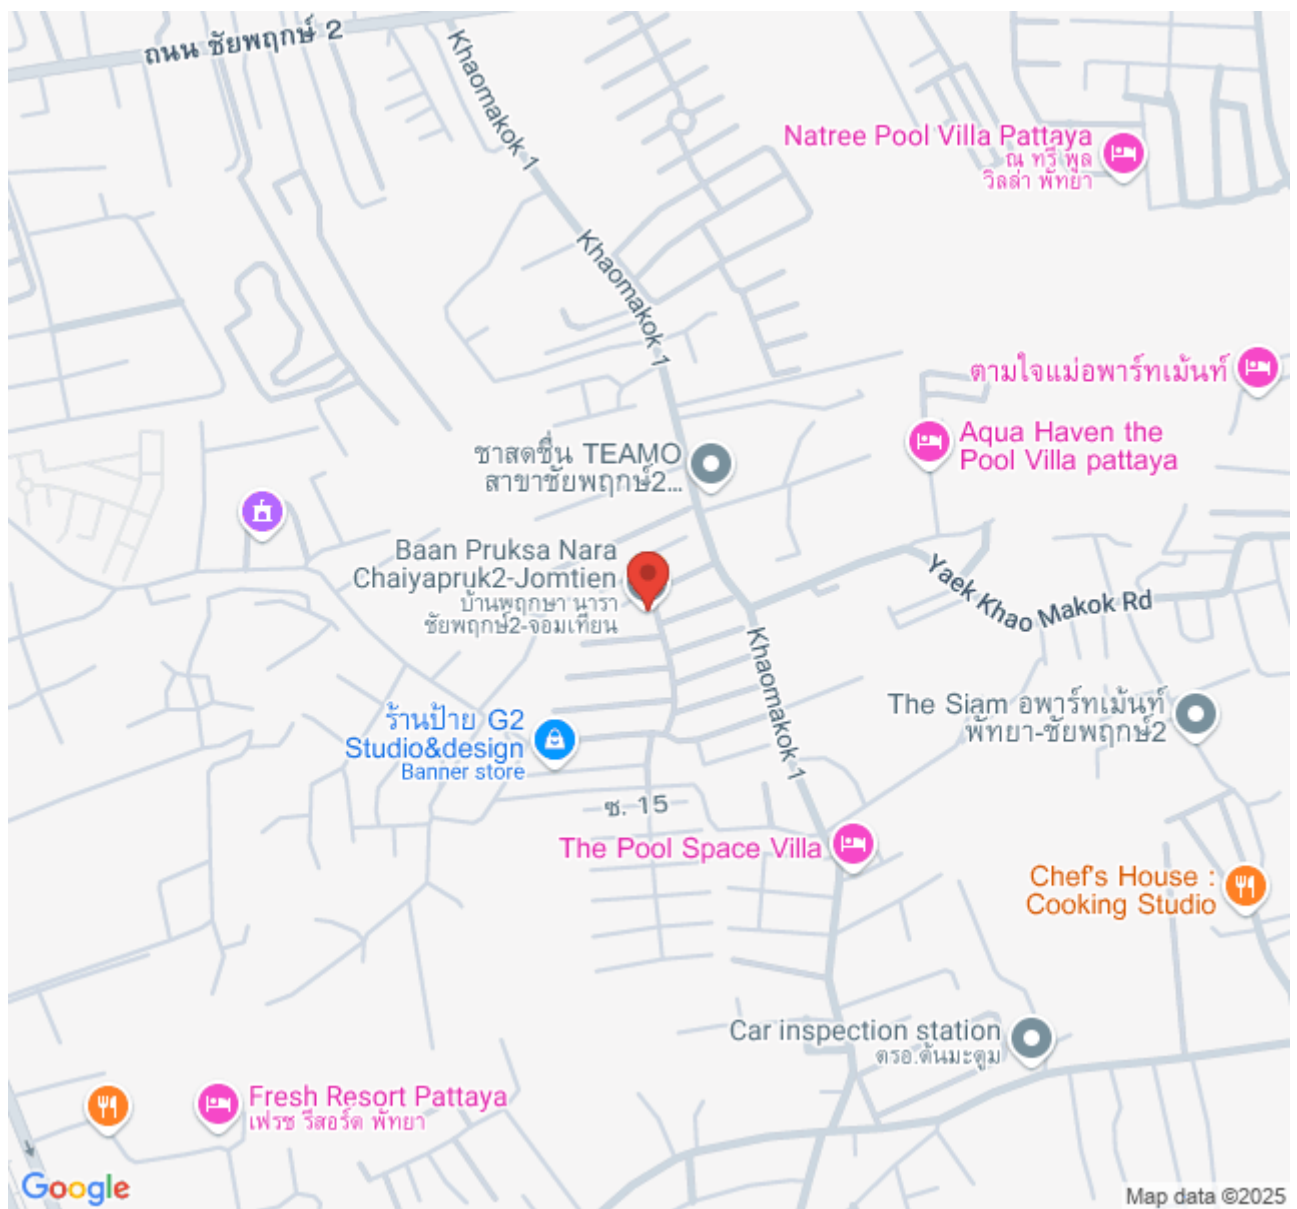 ถนน ชัยพฤกษ์ 2
Khaomakok 1
Natree Pool Villa Pattaya
ณ ทรี พูล
วิลล่า พัทยา
Khaomakok 1
ตามใจแม่อพาร์ทเม้นท์
Aqua Haven the
Pool Villa pattaya
ชาสดชื่น TEAMO
สาขาชัยพฤกษ์2...
Baan Pruksa Nara
Chaiyapruk2-Jomtien
บ้านพฤกษา นารา
ชัยพฤกษ์2-จอมเทียน
Yaek Khao Makok Rd
Khaomakok 1
The Siam อพาร์ทเม้นท์
พัทยา-ชัยพฤกษ์2
ร้านป้าย G2
Studio&design
Banner store
ซ. 15
The Pool Space Villa
Chef's House :
Cooking Studio
Car inspection station
ตรอ.ต้นมะตูม
Fresh Resort Pattaya
เฟรช รีสอร์ต พัทยา
Google
Map data ©2025